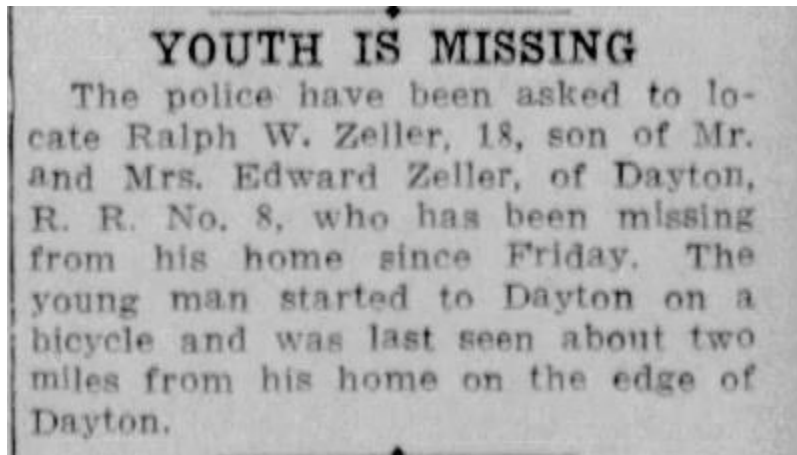 YOUTH IS MISSING
The police have been asked to lo-
cate Ralph W. Zeller, 18, son of Mr.
and Mrs. Edward Zeller, of Dayton,
R. R. No. 8, who has been missing
from his home since Friday. The
young man started to Dayton on a
bicycle and was last seen about two
miles from his home on the edge of
Dayton.